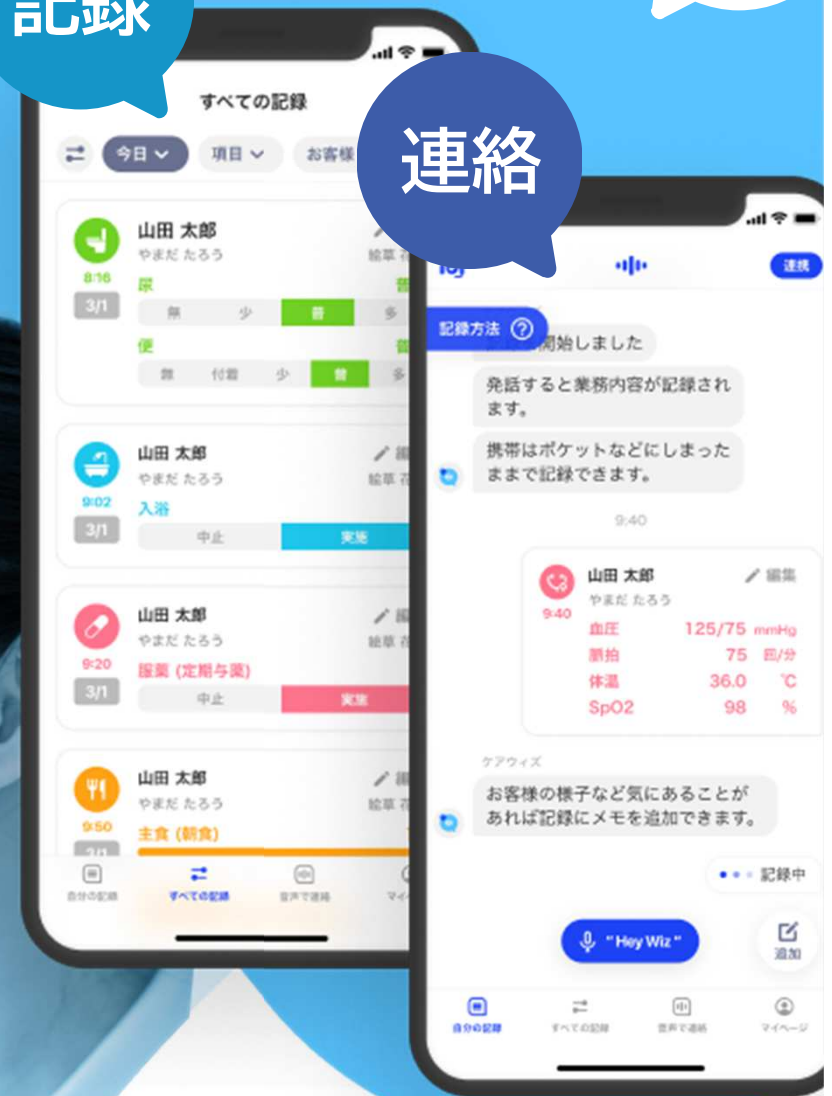 記録
連絡
すべての記録
今日
項目
お客様
山田 太郎
やまだ たろう
8:16
3/1
尿
無 少 普 多
便
無 付着 少 普 多
山田 太郎
やまだ たろう
9:02
3/1
入浴
中止 実施
山田 太郎
やまだ たろう
9:20
3/1
服薬 (定期与薬)
中止 実施
山田 太郎
やまだ たろう
9:50
3/1
主食 (朝食)
自分の記録 すべての記録 音声で連絡
連携
記録方法 ?
開始しました
発話すると業務内容が記録され
ます。
携帯はポケットなどにしまった
ままで記録できます。
9:40
山田 太郎 編集
やまだ たろう
9:40
血圧 125/75 mmHg
脈拍 75 回/分
体温 36.0 ℃
SpO2 98 %
ケアウィズ
お客様の様子など気にあることが
あれば記録にメモを追加できます。
記録中
"Hey Wiz"
追加
自分の記録 すべての記録 音声で連絡 マイページ